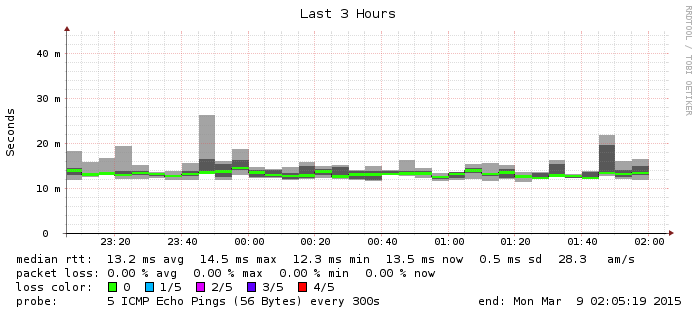 Last 3 Hours
RRDTOOL / TOBI OETIKER
Seconds
40 m
30 m
20 m
10 m
0
23:20 23:40 00:00 00:20 00:40 01:00 01:20 01:40 02:00
median rtt: 13.2 ms avg 14.5 ms max 12.3 ms min 13.5 ms now 0.5 ms sd 28.3 am/s
packet loss: 0.00 % avg 0.00 % max 0.00 % min 0.00 % now
loss color: 0 1/5 2/5 3/5 4/5
probe: 5 ICMP Echo Pings (56 Bytes) every 300s end: Mon Mar 9 02:05:19 2015